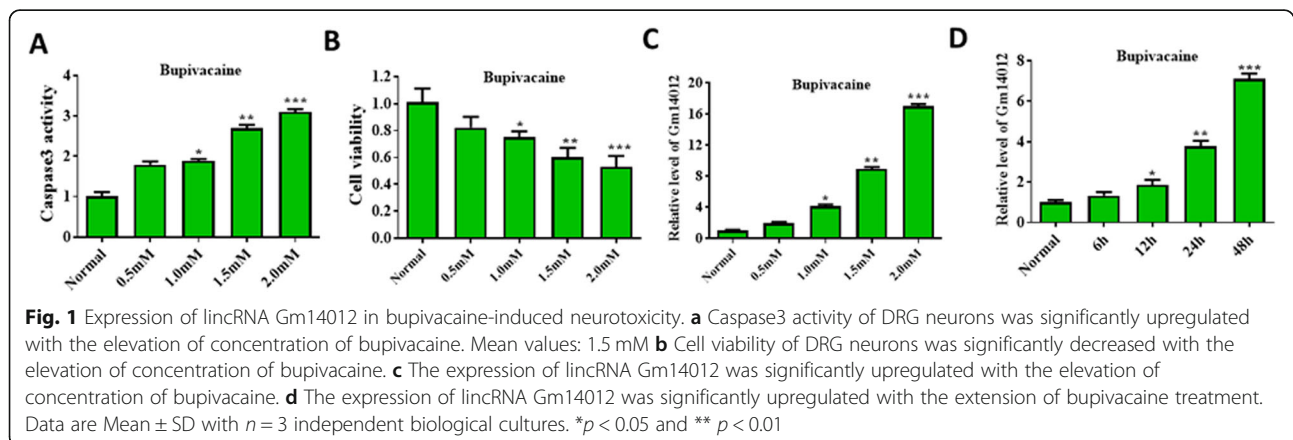 A
B
C
D
Bupivacaine
Caspase3 activity
4
3
2
1
0
*
**
***
Normal
0.5mM
1.0mM
1.5mM
2.0mM
Bupivacaine
Cell viability
1.2
1.0
0.8
0.6
0.4
0.2
0.0
*
**
***
Normal
0.5mM
1.0mM
1.5mM
2.0mM
Bupivacaine
Relative level of Gm14012
20
16
12
8
4
0
*
**
***
Normal
0.5mM
1.0mM
1.5mM
2.0mM
Bupivacaine
Relative level of Gm14012
8
6
4
2
0
*
**
***
Normal
6h
12h
24h
48h
Fig. 1 Expression of lincRNA Gm14012 in bupivacaine-induced neurotoxicity. a Caspase3 activity of DRG neurons was significantly upregulated
with the elevation of concentration of bupivacaine. Mean values: 1.5 mM b Cell viability of DRG neurons was significantly decreased with the
elevation of concentration of bupivacaine. c The expression of lincRNA Gm14012 was significantly upregulated with the elevation of
concentration of bupivacaine. d The expression of lincRNA Gm14012 was significantly upregulated with the extension of bupivacaine treatment.
Data are Mean ± SD with n = 3 independent biological cultures. *p < 0.05 and ** p < 0.01